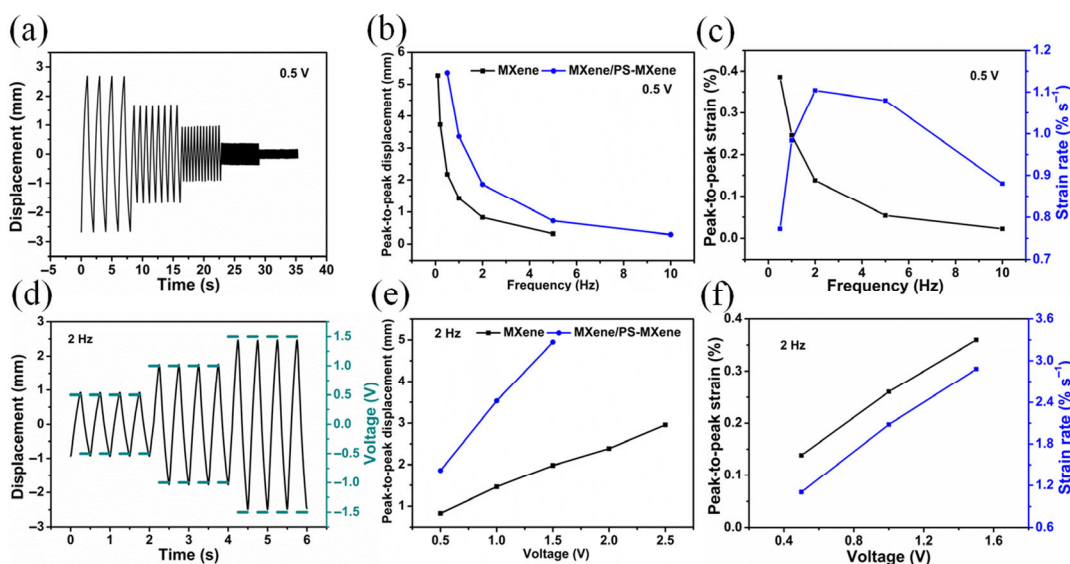 (a)
Displacement (mm)
3
2
1
0
−1
−2
−3
0.5 V
−5 0 5 10 15 20 25 30 35 40
Time (s)
(b)
Peak-to-peak displacement (mm)
6
5
4
3
2
1
0
MXene MXene/PS-MXene
0.5 V
0 2 4 6 8 10
Frequency (Hz)
(c)
Peak-to-peak strain (%)
0.4
0.3
0.2
0.1
0.0
0.5 V
1.2
1.1
1.0
0.9
0.8
0.7
Strain rate (% s⁻¹)
0 2 4 6 8 10
Frequency (Hz)
(d)
Displacement (mm)
3
2
1
0
−1
−2
−3
2 Hz
1.5
1.0
0.5
0.0
−0.5
−1.0
−1.5
Voltage (V)
0 1 2 3 4 5 6
Time (s)
(e)
Peak-to-peak displacement (mm)
5
4
3
2
1
2 Hz
MXene MXene/PS-MXene
0.5 1.0 1.5 2.0 2.5
Voltage (V)
(f)
Peak-to-peak strain (%)
0.4
0.3
0.2
0.1
0.0
2 Hz
3.6
3.2
2.7
2.1
1.2
0.6
Strain rate (% s⁻¹)
0.4 0.8 1.2 1.6
Voltage (V)